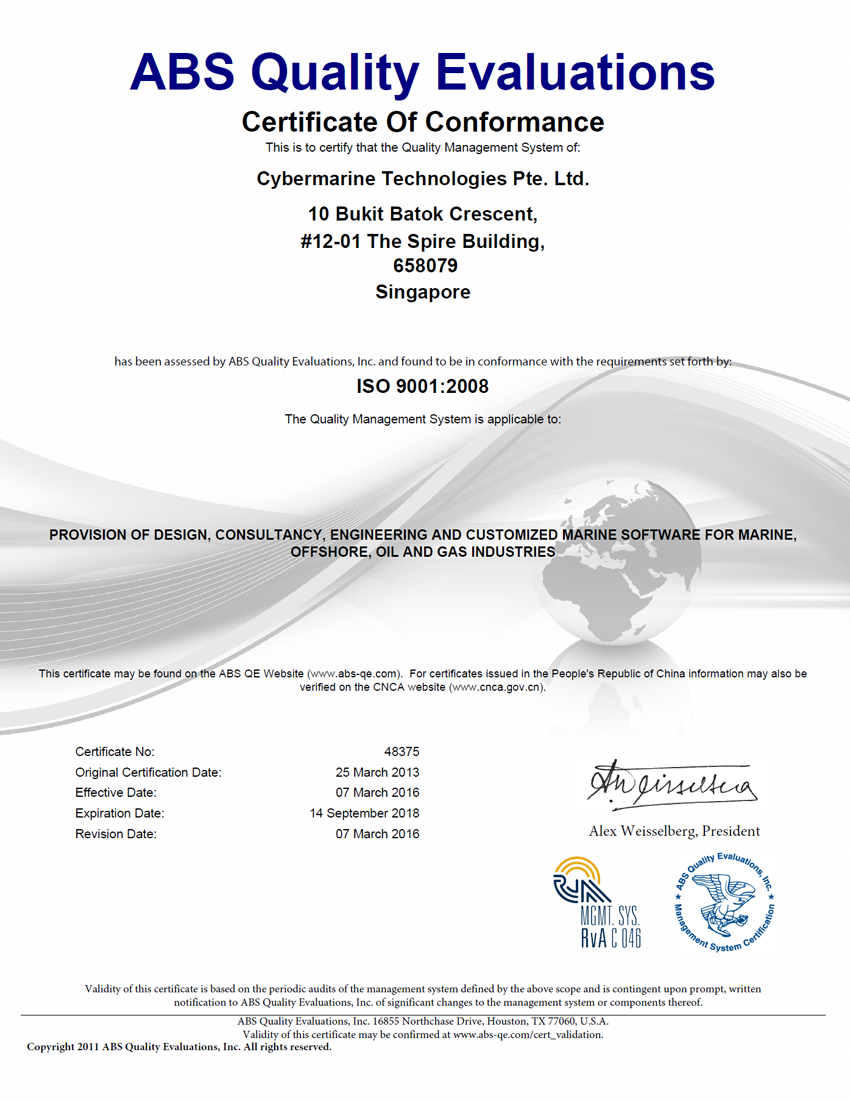 ABS Quality Evaluations
Certificate Of Conformance
This is to certify that the Quality Management System of:
Cybermarine Technologies Pte. Ltd.
10 Bukit Batok Crescent,
#12-01 The Spire Building,
658079
Singapore
has been assessed by ABS Quality Evaluations, Inc. and found to be in conformance with the requirements set forth by:
ISO 9001:2008
The Quality Management System is applicable to:
PROVISION OF DESIGN, CONSULTANCY, ENGINEERING AND CUSTOMIZED MARINE SOFTWARE FOR MARINE,
OFFSHORE, OIL AND GAS INDUSTRIES
This certificate may be found on the ABS QE Website (www.abs-qe.com).  For certificates issued in the People's Republic of China information may also be
verified on the CNCA website (www.cnca.gov.cn).
Certificate No: 48375
Original Certification Date: 25 March 2013
Effective Date: 07 March 2016
Expiration Date: 14 September 2018
Revision Date: 07 March 2016
Alex Weisselberg, President
RvA
MGMT. SYS.
RvA C 046
ABS Quality Evaluations, Inc.
Management System Certification
Validity of this certificate is based on the periodic audits of the management system defined by the above scope and is contingent upon prompt, written
notification to ABS Quality Evaluations, Inc. of significant changes to the management system or components thereof.
ABS Quality Evaluations, Inc. 16855 Northchase Drive, Houston, TX 77060, U.S.A.
Validity of this certificate may be confirmed at www.abs-qe.com/cert_validation.
Copyright 2011 ABS Quality Evaluations, Inc. All rights reserved.